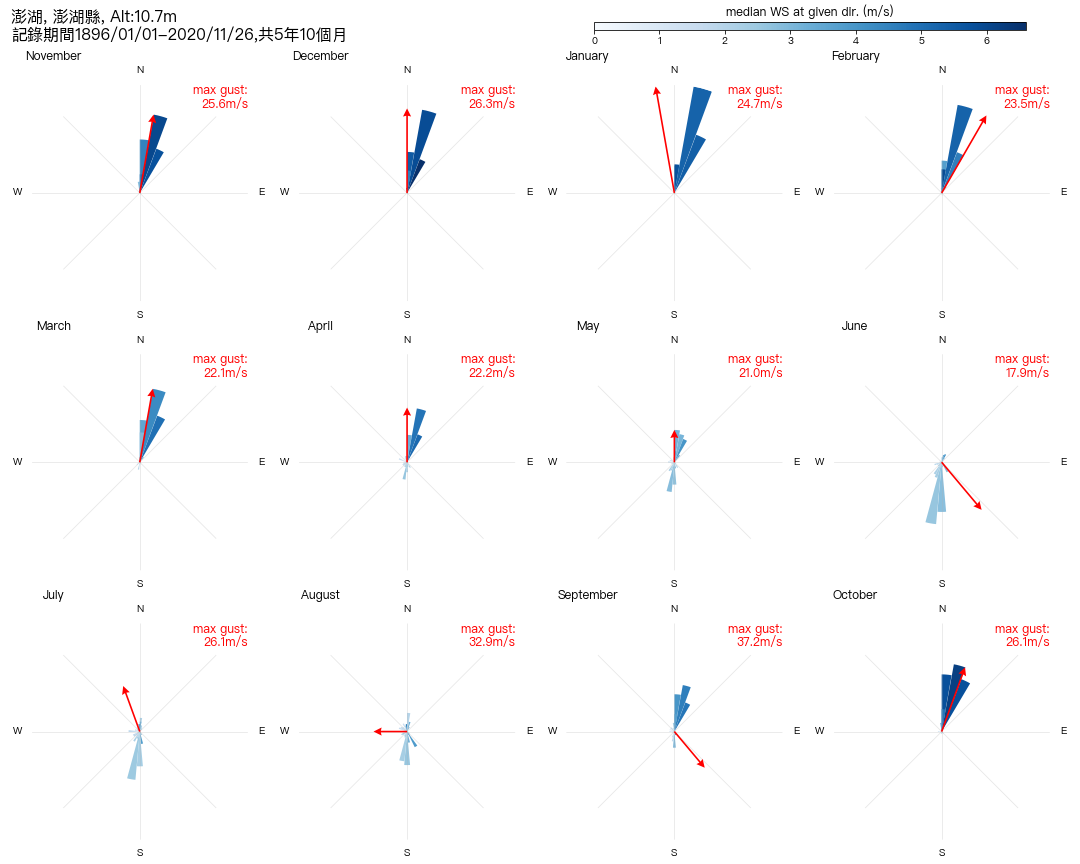 澎湖, 澎湖縣, Alt:10.7m
記錄期間1896/01/01−2020/11/26,共5年10個月
median WS at given dir. (m/s)
0 1 2 3 4 5 6
November
N
max gust:
25.6m/s
W
E
S
December
N
max gust:
26.3m/s
W
E
S
January
N
max gust:
24.7m/s
W
E
S
February
N
max gust:
23.5m/s
W
E
S
March
N
max gust:
22.1m/s
W
E
S
April
N
max gust:
22.2m/s
W
E
S
May
N
max gust:
21.0m/s
W
E
S
June
N
max gust:
17.9m/s
W
E
S
July
N
max gust:
26.1m/s
W
E
S
August
N
max gust:
32.9m/s
W
E
S
September
N
max gust:
37.2m/s
W
E
S
October
N
max gust:
26.1m/s
W
E
S